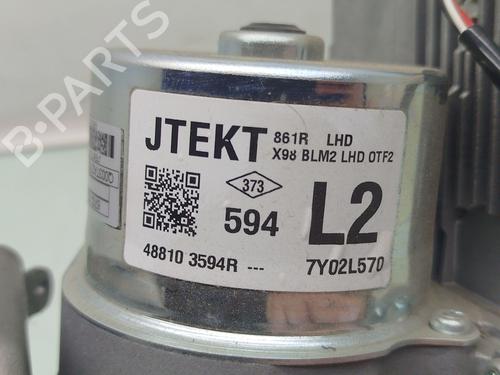 JTEKT
861R LHD
X98 BLM2 LHD OTF2
373
594
L2
48810 3594R ---
7Y02L570
B-PARTS